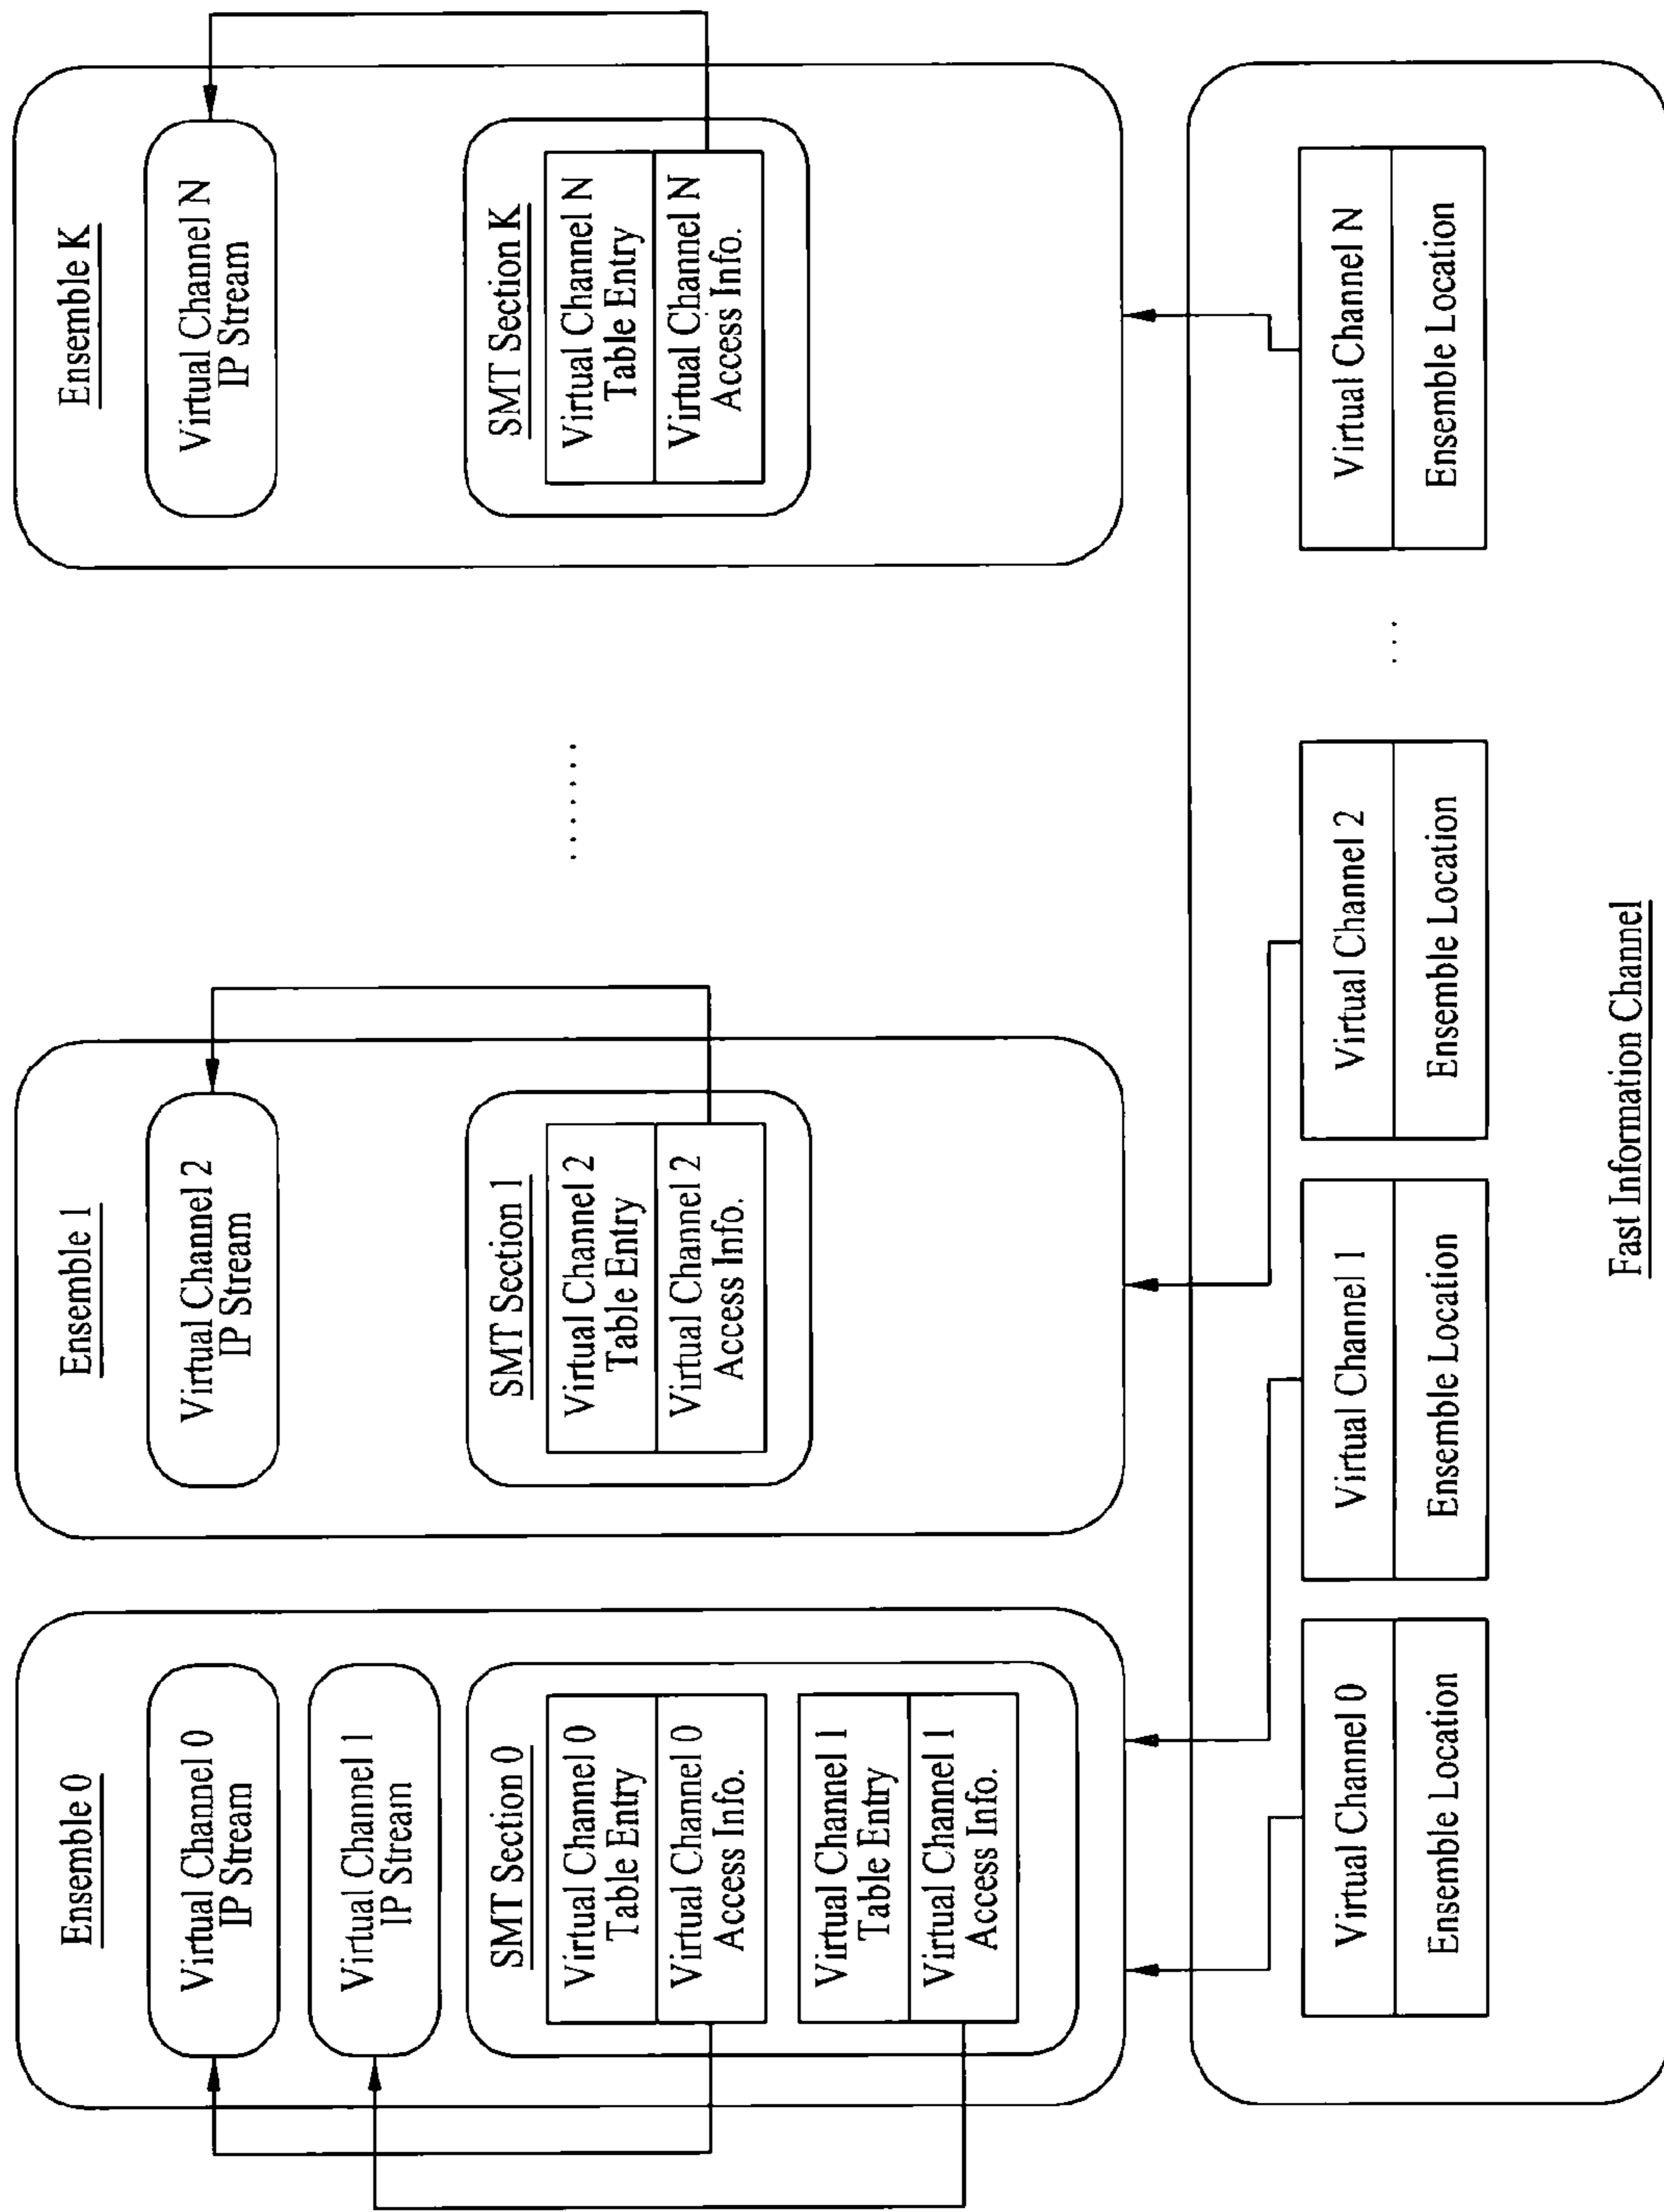 Ensemble 0
Virtual Channel 0
IP Stream
Virtual Channel 1
IP Stream
SMT Section 0
Virtual Channel 0
Table Entry
Virtual Channel 0
Access Info.
Virtual Channel 1
Table Entry
Virtual Channel 1
Access Info.
Ensemble 1
Virtual Channel 2
IP Stream
SMT Section 1
Virtual Channel 2
Table Entry
Virtual Channel 2
Access Info.
.......
Ensemble K
Virtual Channel N
IP Stream
SMT Section K
Virtual Channel N
Table Entry
Virtual Channel N
Access Info.
Virtual Channel 0
Ensemble Location
Virtual Channel 1
Ensemble Location
Virtual Channel 2
Ensemble Location
...
Virtual Channel N
Ensemble Location
Fast Information Channel